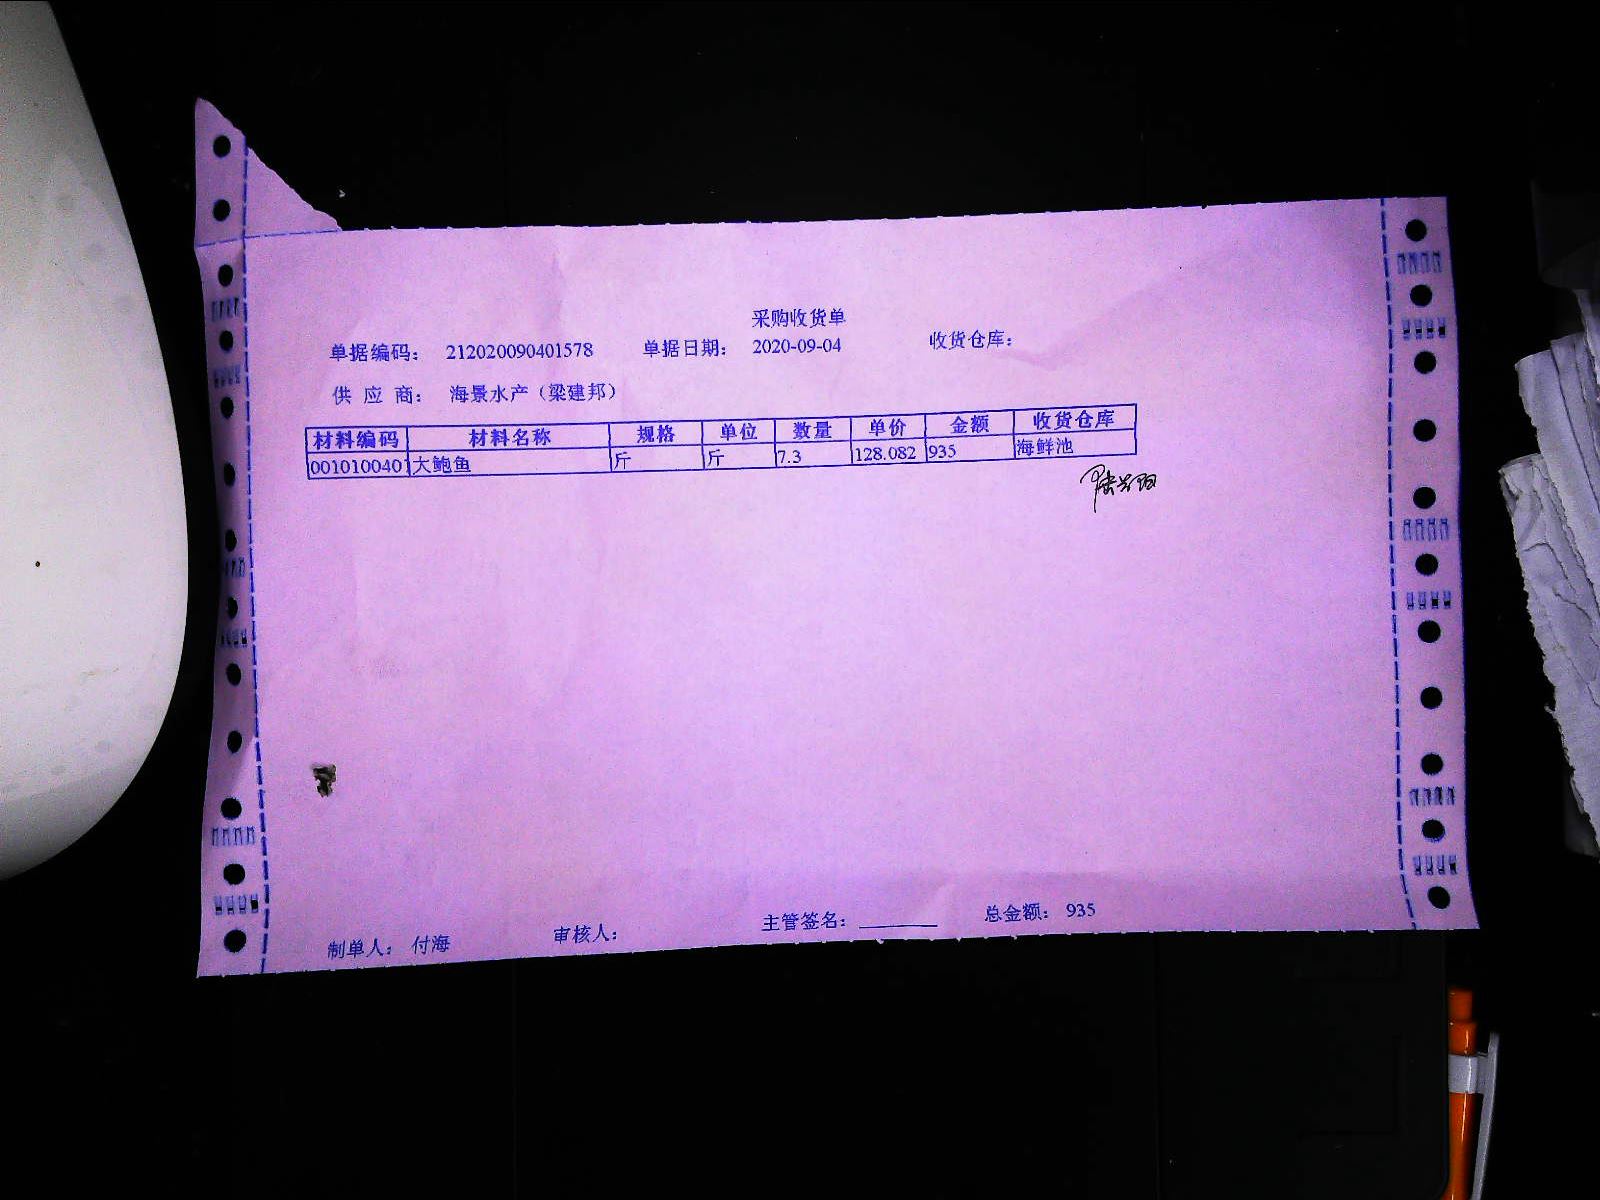 采购收货单
单据编码： 212020090401578 单据日期： 2020-09-04 收货仓库：
供 应 商： 海景水产（梁建邦）
材料编码 材料名称 规格 单位 数量 单价 金额 收货仓库
0010100401 大鲍鱼 斤 斤 7.3 128.082 935 海鲜池
制单人： 付海 审核人： 主管签名：________ 总金额： 935